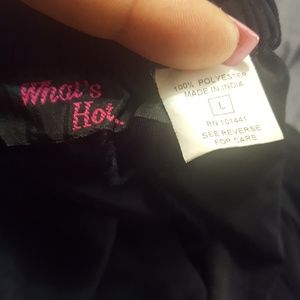 What's
Hot
100% POLYESTER
MADE IN INDIA
L
RN 101441
SEE REVERSE
FOR CARE